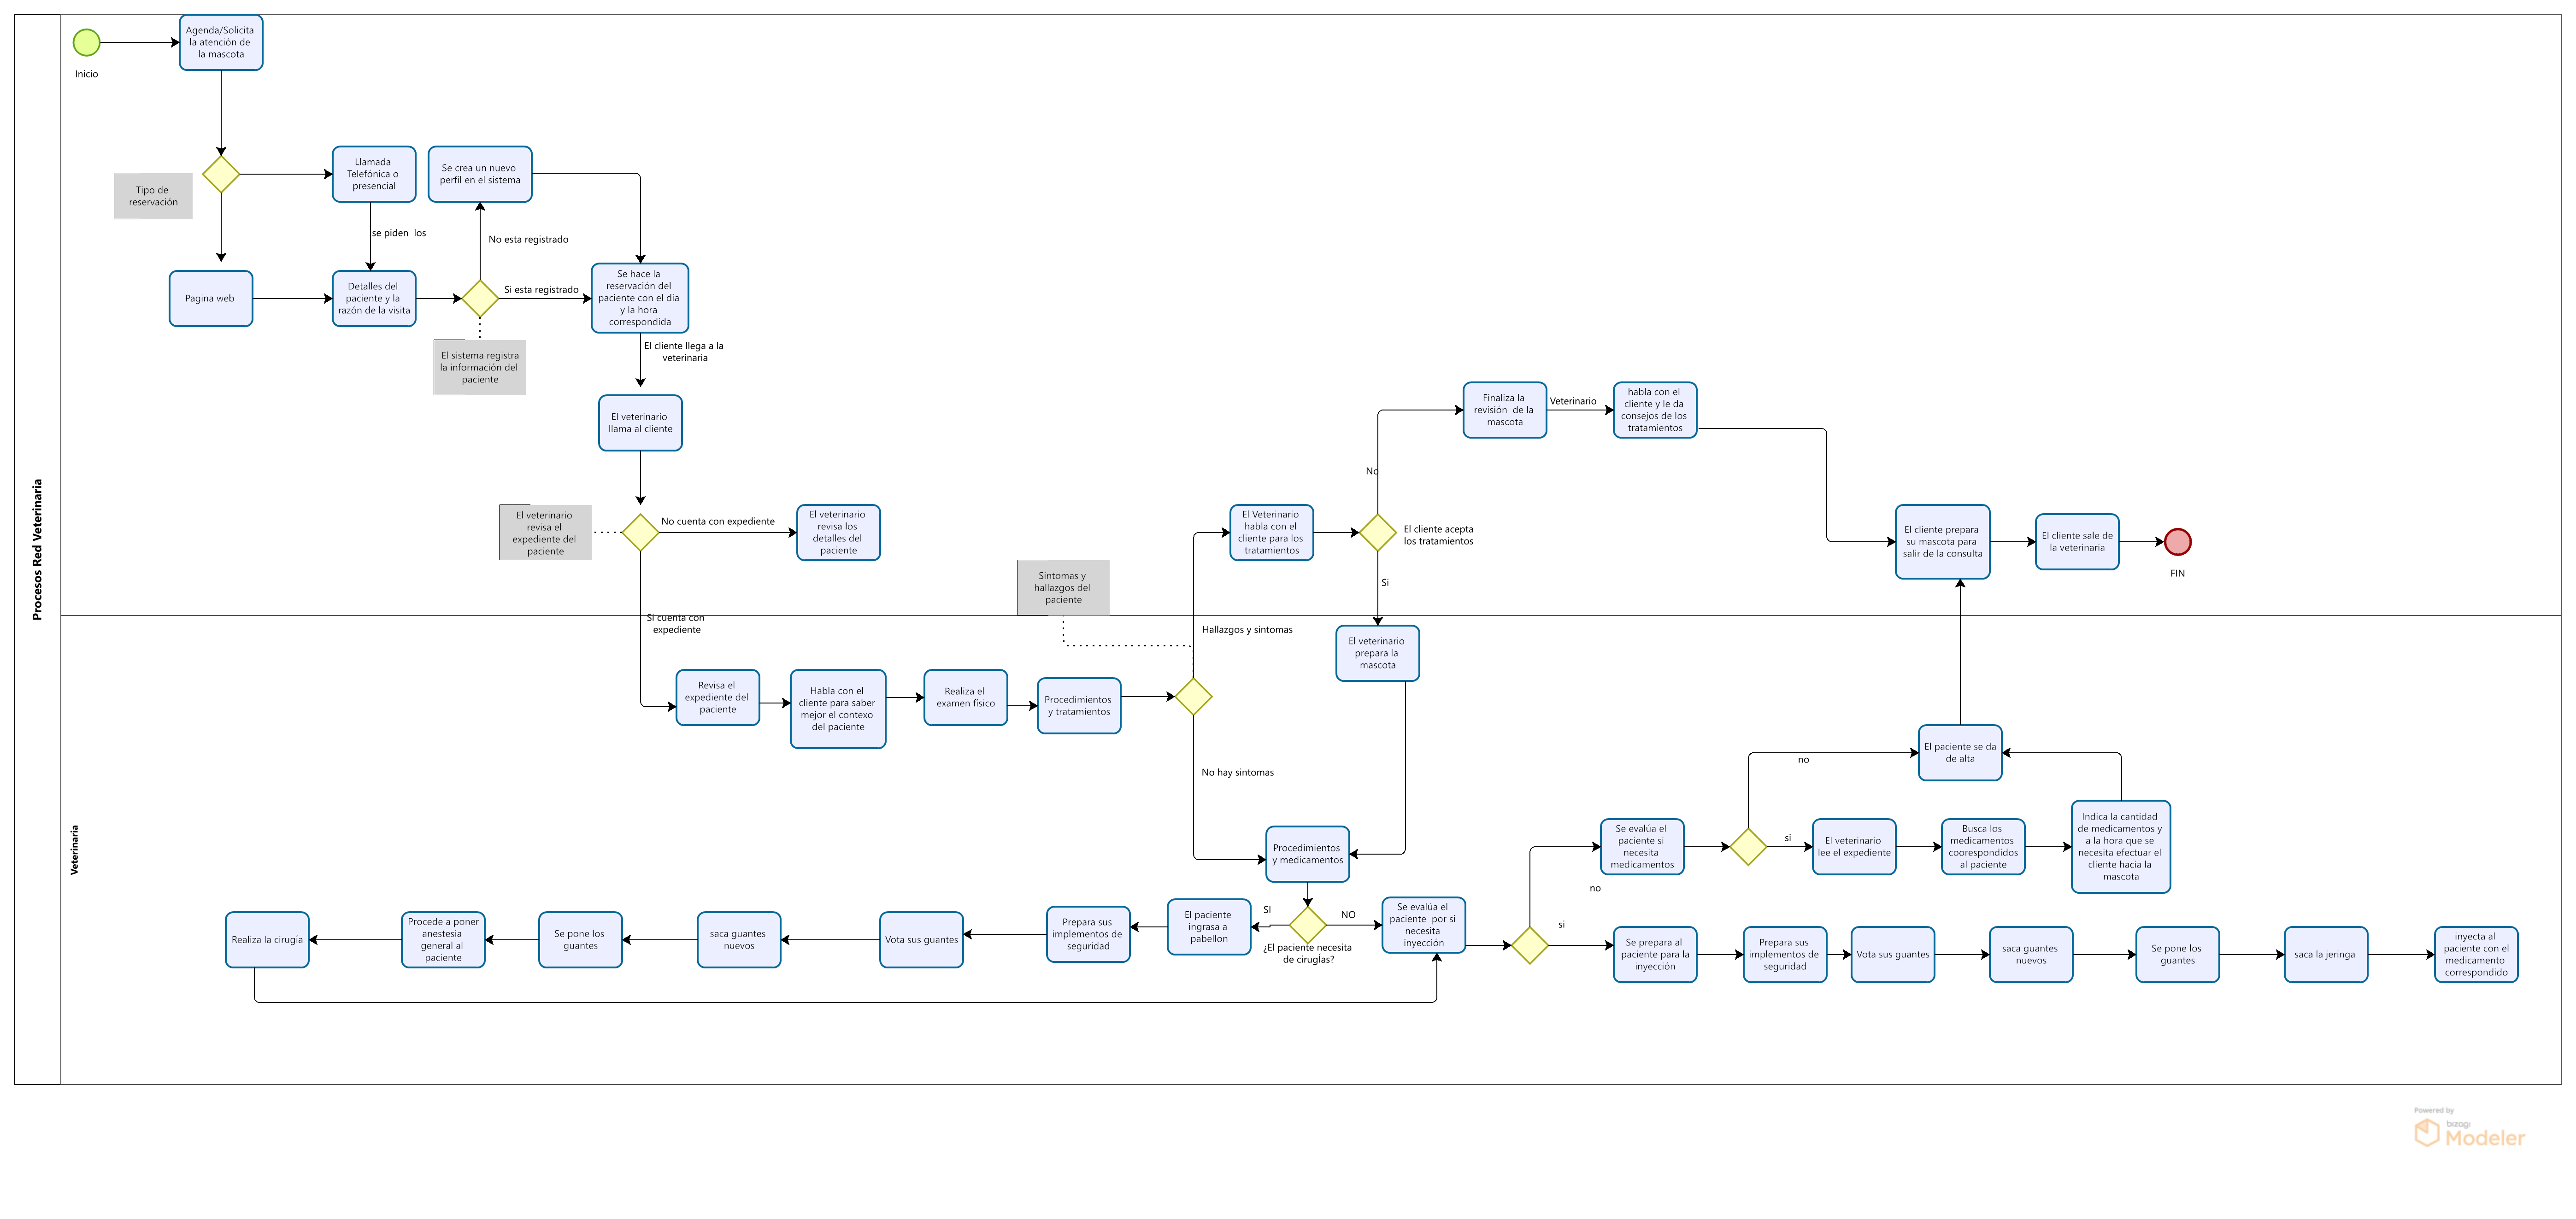 Procesos Red Veterinaria
Agenda/Solicita
la atención de
la mascota
Inicio
Tipo de
reservación
Llamada
Telefónica o
presencial
Se crea un nuevo
perfil en el sistema
se piden  los
No esta registrado
Pagina web
Detalles del
paciente y la
razón de la visita
Si esta registrado
Se hace la
reservación del
paciente con el dia
y la hora
correspondida
El sistema registra
la información del
paciente
El cliente llega a la
veterinaria
El veterinario
llama al cliente
El veterinario
revisa el
expediente del
paciente
No cuenta con expediente
El veterinario
revisa los
detalles del
paciente
Si cuenta con
expediente
Sintomas y
hallazgos del
paciente
El Veterinario
habla con el
cliente para los
tratamientos
El cliente acepta
los tratamientos
No
Finaliza la
revisión  de la
mascota
Veterinario
habla con el
cliente y le da
consejos de los
tratamientos
Si
El cliente prepara
su mascota para
salir de la consulta
El cliente sale de
la veterinaria
FIN
Veterinaria
Revisa el
expediente del
paciente
Habla con el
cliente para saber
mejor el contexo
del paciente
Realiza el
examen físico
Procedimientos
y tratamientos
Hallazgos y sintomas
No hay sintomas
El veterinario
prepara la
mascota
Procedimientos
y medicamentos
¿El paciente necesita
de cirugÍas?
SI
NO
El paciente
ingrasa a
pabellon
Prepara sus
implementos de
seguridad
Vota sus guantes
saca guantes
nuevos
Se pone los
guantes
Procede a poner
anestesia
general al
paciente
Realiza la cirugía
Se evalúa el
paciente  por si
necesita
inyección
no
si
Se evalúa el
paciente si
necesita
medicamentos
no
si
El veterinario
lee el expediente
Busca los
medicamentos
coorespondidos
al paciente
Indica la cantidad
de medicamentos y
a la hora que se
necesita efectuar el
cliente hacia la
mascota
El paciente se da
de alta
Se prepara al
paciente para la
inyección
Prepara sus
implementos de
seguridad
Vota sus guantes
saca guantes
nuevos
Se pone los
guantes
saca la jeringa
inyecta al
paciente con el
medicamento
correspondido
Powered by
bizagi
Modeler